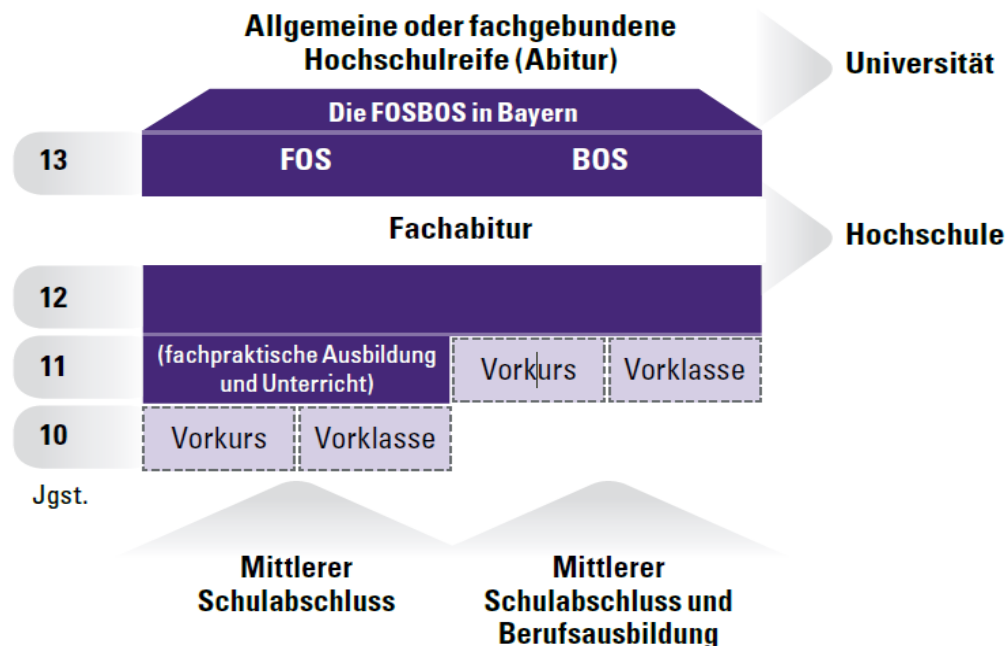 Allgemeine oder fachgebundene
Hochschulreife (Abitur)
Universität
Die FOSBOS in Bayern
13
FOS
BOS
Fachabitur
Hochschule
12
11
(fachpraktische Ausbildung
und Unterricht)
Vorkurs
Vorklasse
10
Vorkurs
Vorklasse
Jgst.
Mittlerer
Schulabschluss
Mittlerer
Schulabschluss und
Berufsausbildung